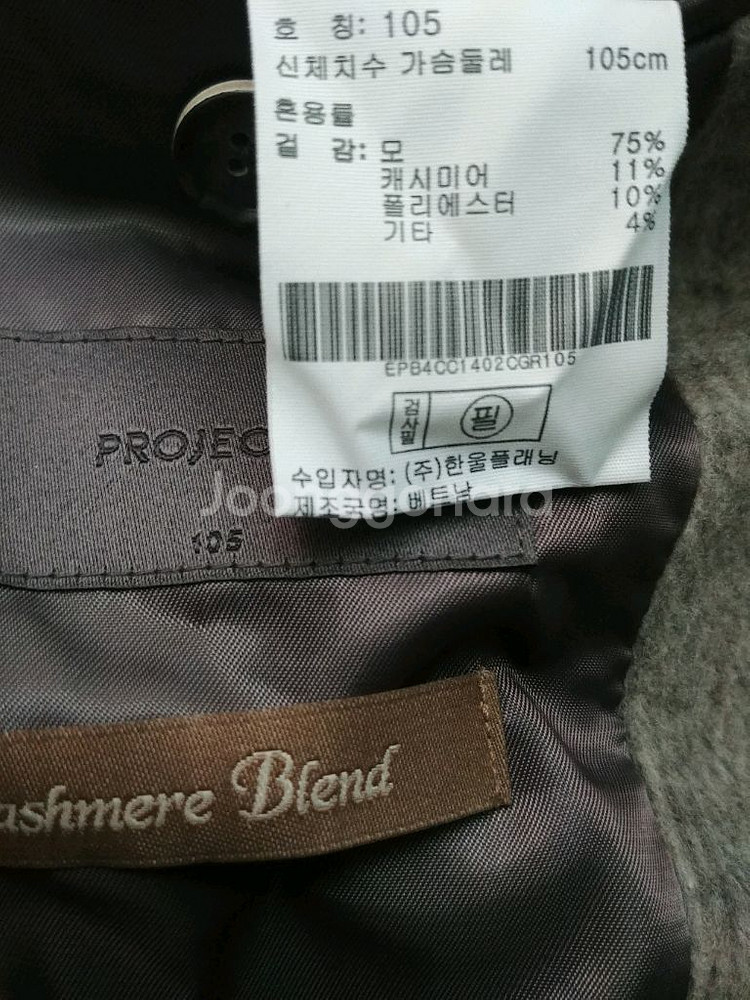 호 칭: 105
신체치수 가슴둘레 105cm
혼용률
겉 감: 모 75%
캐시미어 11%
폴리에스터 10%
기타 4%
EPB4CC1402CGR105
검사필 필
수입자명: (주)한울플래닝
제조국명: 베트남
Joonggonara
PROJEC
105
ashmere Blend